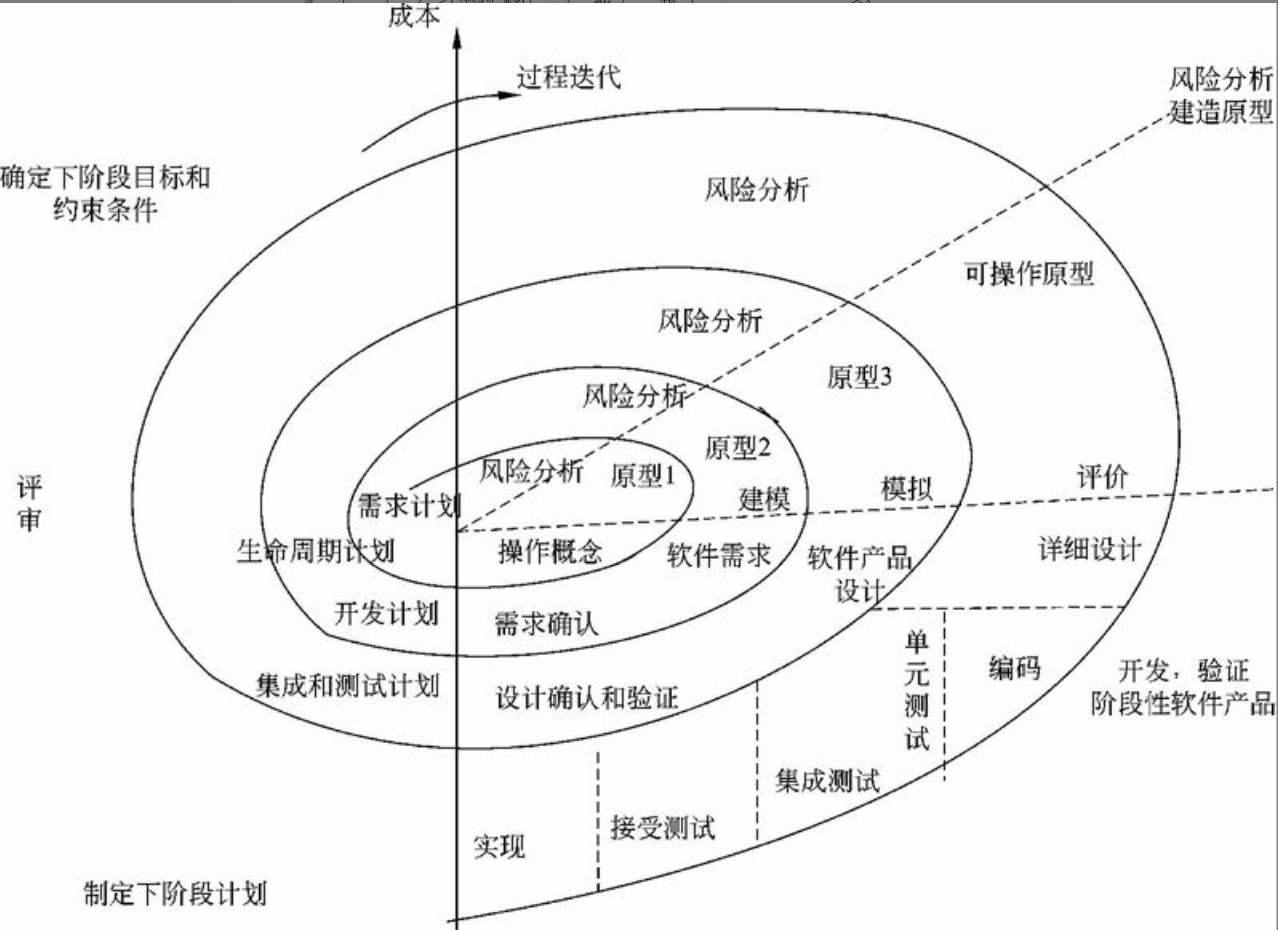 成本
过程迭代
风险分析
建造原型
确定下阶段目标和
约束条件
风险分析
可操作原型
风险分析
原型3
风险分析
原型2
风险分析
原型1
评价
模拟
建模
需求计划
评
审
生命周期计划
操作概念
软件需求
软件产品
设计
详细设计
开发计划
需求确认
单
元
测
试
编码
开发，验证
阶段性软件产品
集成和测试计划
设计确认和验证
集成测试
接受测试
实现
制定下阶段计划